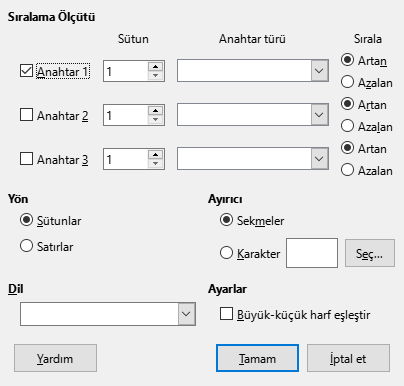 Sıralama Ölçütü
Sütun Anahtar türü Sırala
Anahtar 1 1 Artan
Azalan
Anahtar 2 1 Artan
Azalan
Anahtar 3 1 Artan
Azalan
Yön Ayırıcı
Sütunlar Sekmeler
Satırlar Karakter Seç...
Dil Ayarlar
Büyük-küçük harf eşleştir
Yardım Tamam İptal et